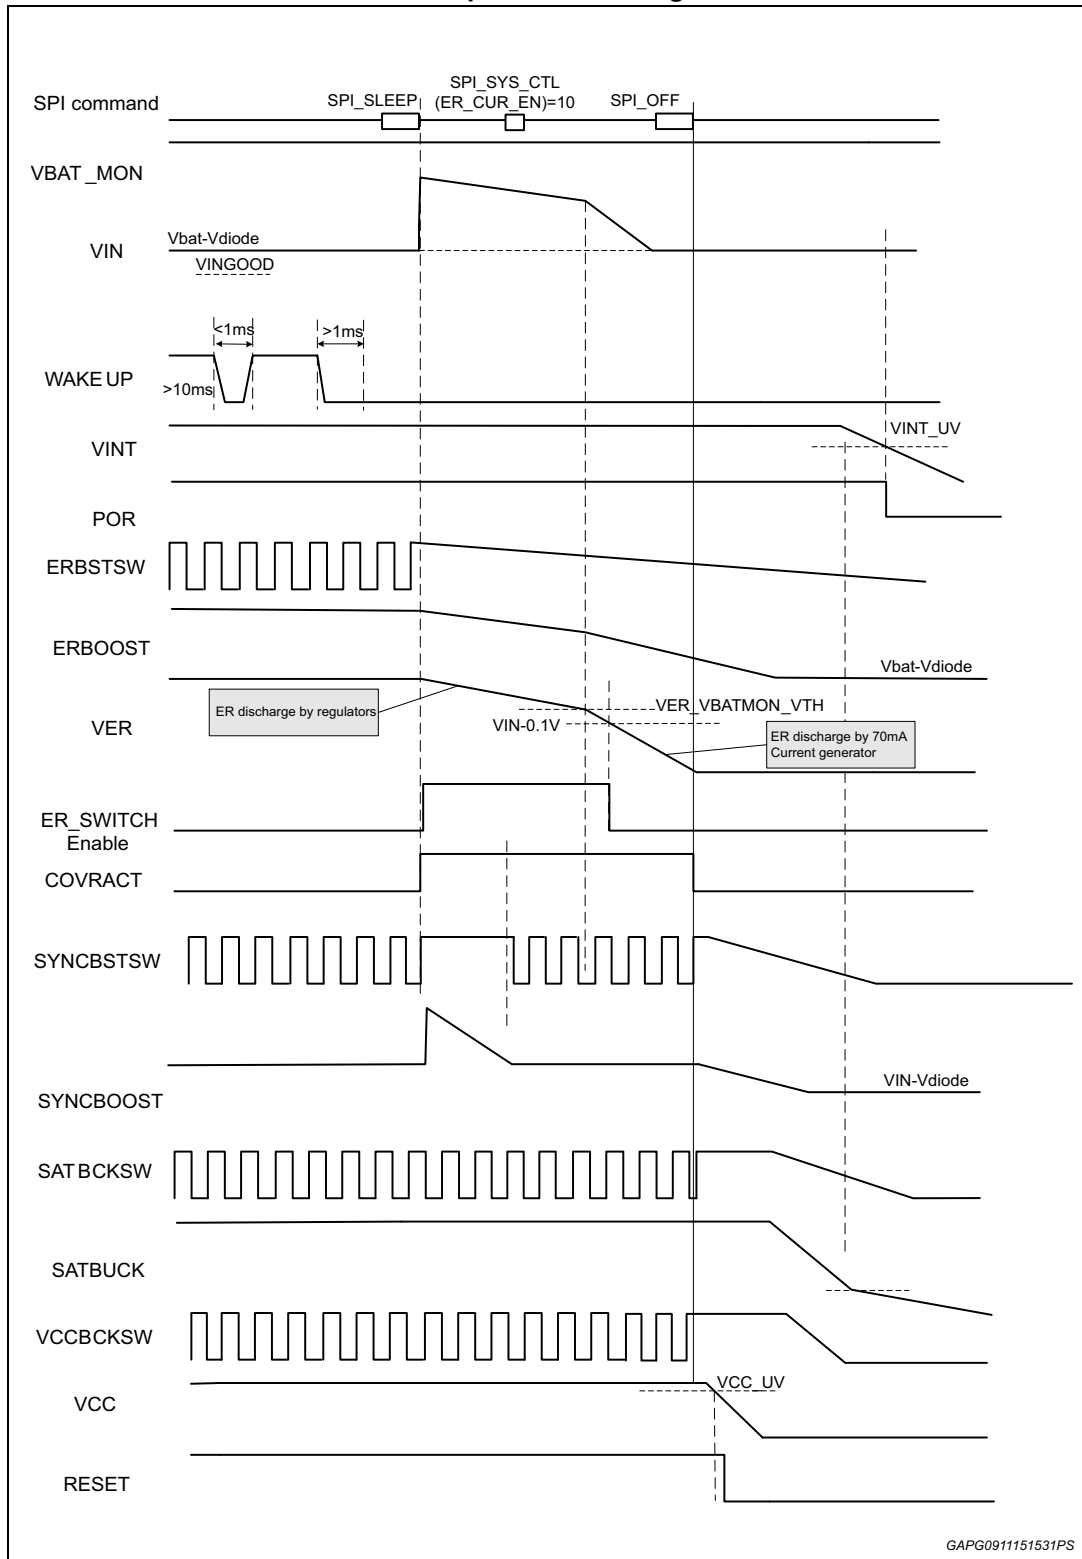 SPI_SYS_CTL
SPI command
SPI_SLEEP
(ER_CUR_EN)=10
SPI_OFF
VBAT _MON
Vbat-Vdiode
VIN
VINGOOD
<1ms
>1ms
WAKE UP
>10ms
VINT_UV
VINT
POR
ERBSTSW
ERBOOST
Vbat-Vdiode
VER
ER discharge by regulators
VER_VBATMON_VTH
VIN-0.1V
ER discharge by 70mA
Current generator
ER_SWITCH
Enable
COVRACT
SYNCBSTSW
VIN-Vdiode
SYNCBOOST
SATBCKSW
SATBUCK
VCCBCKSW
VCC_UV
VCC
RESET
GAPG0911151531PS